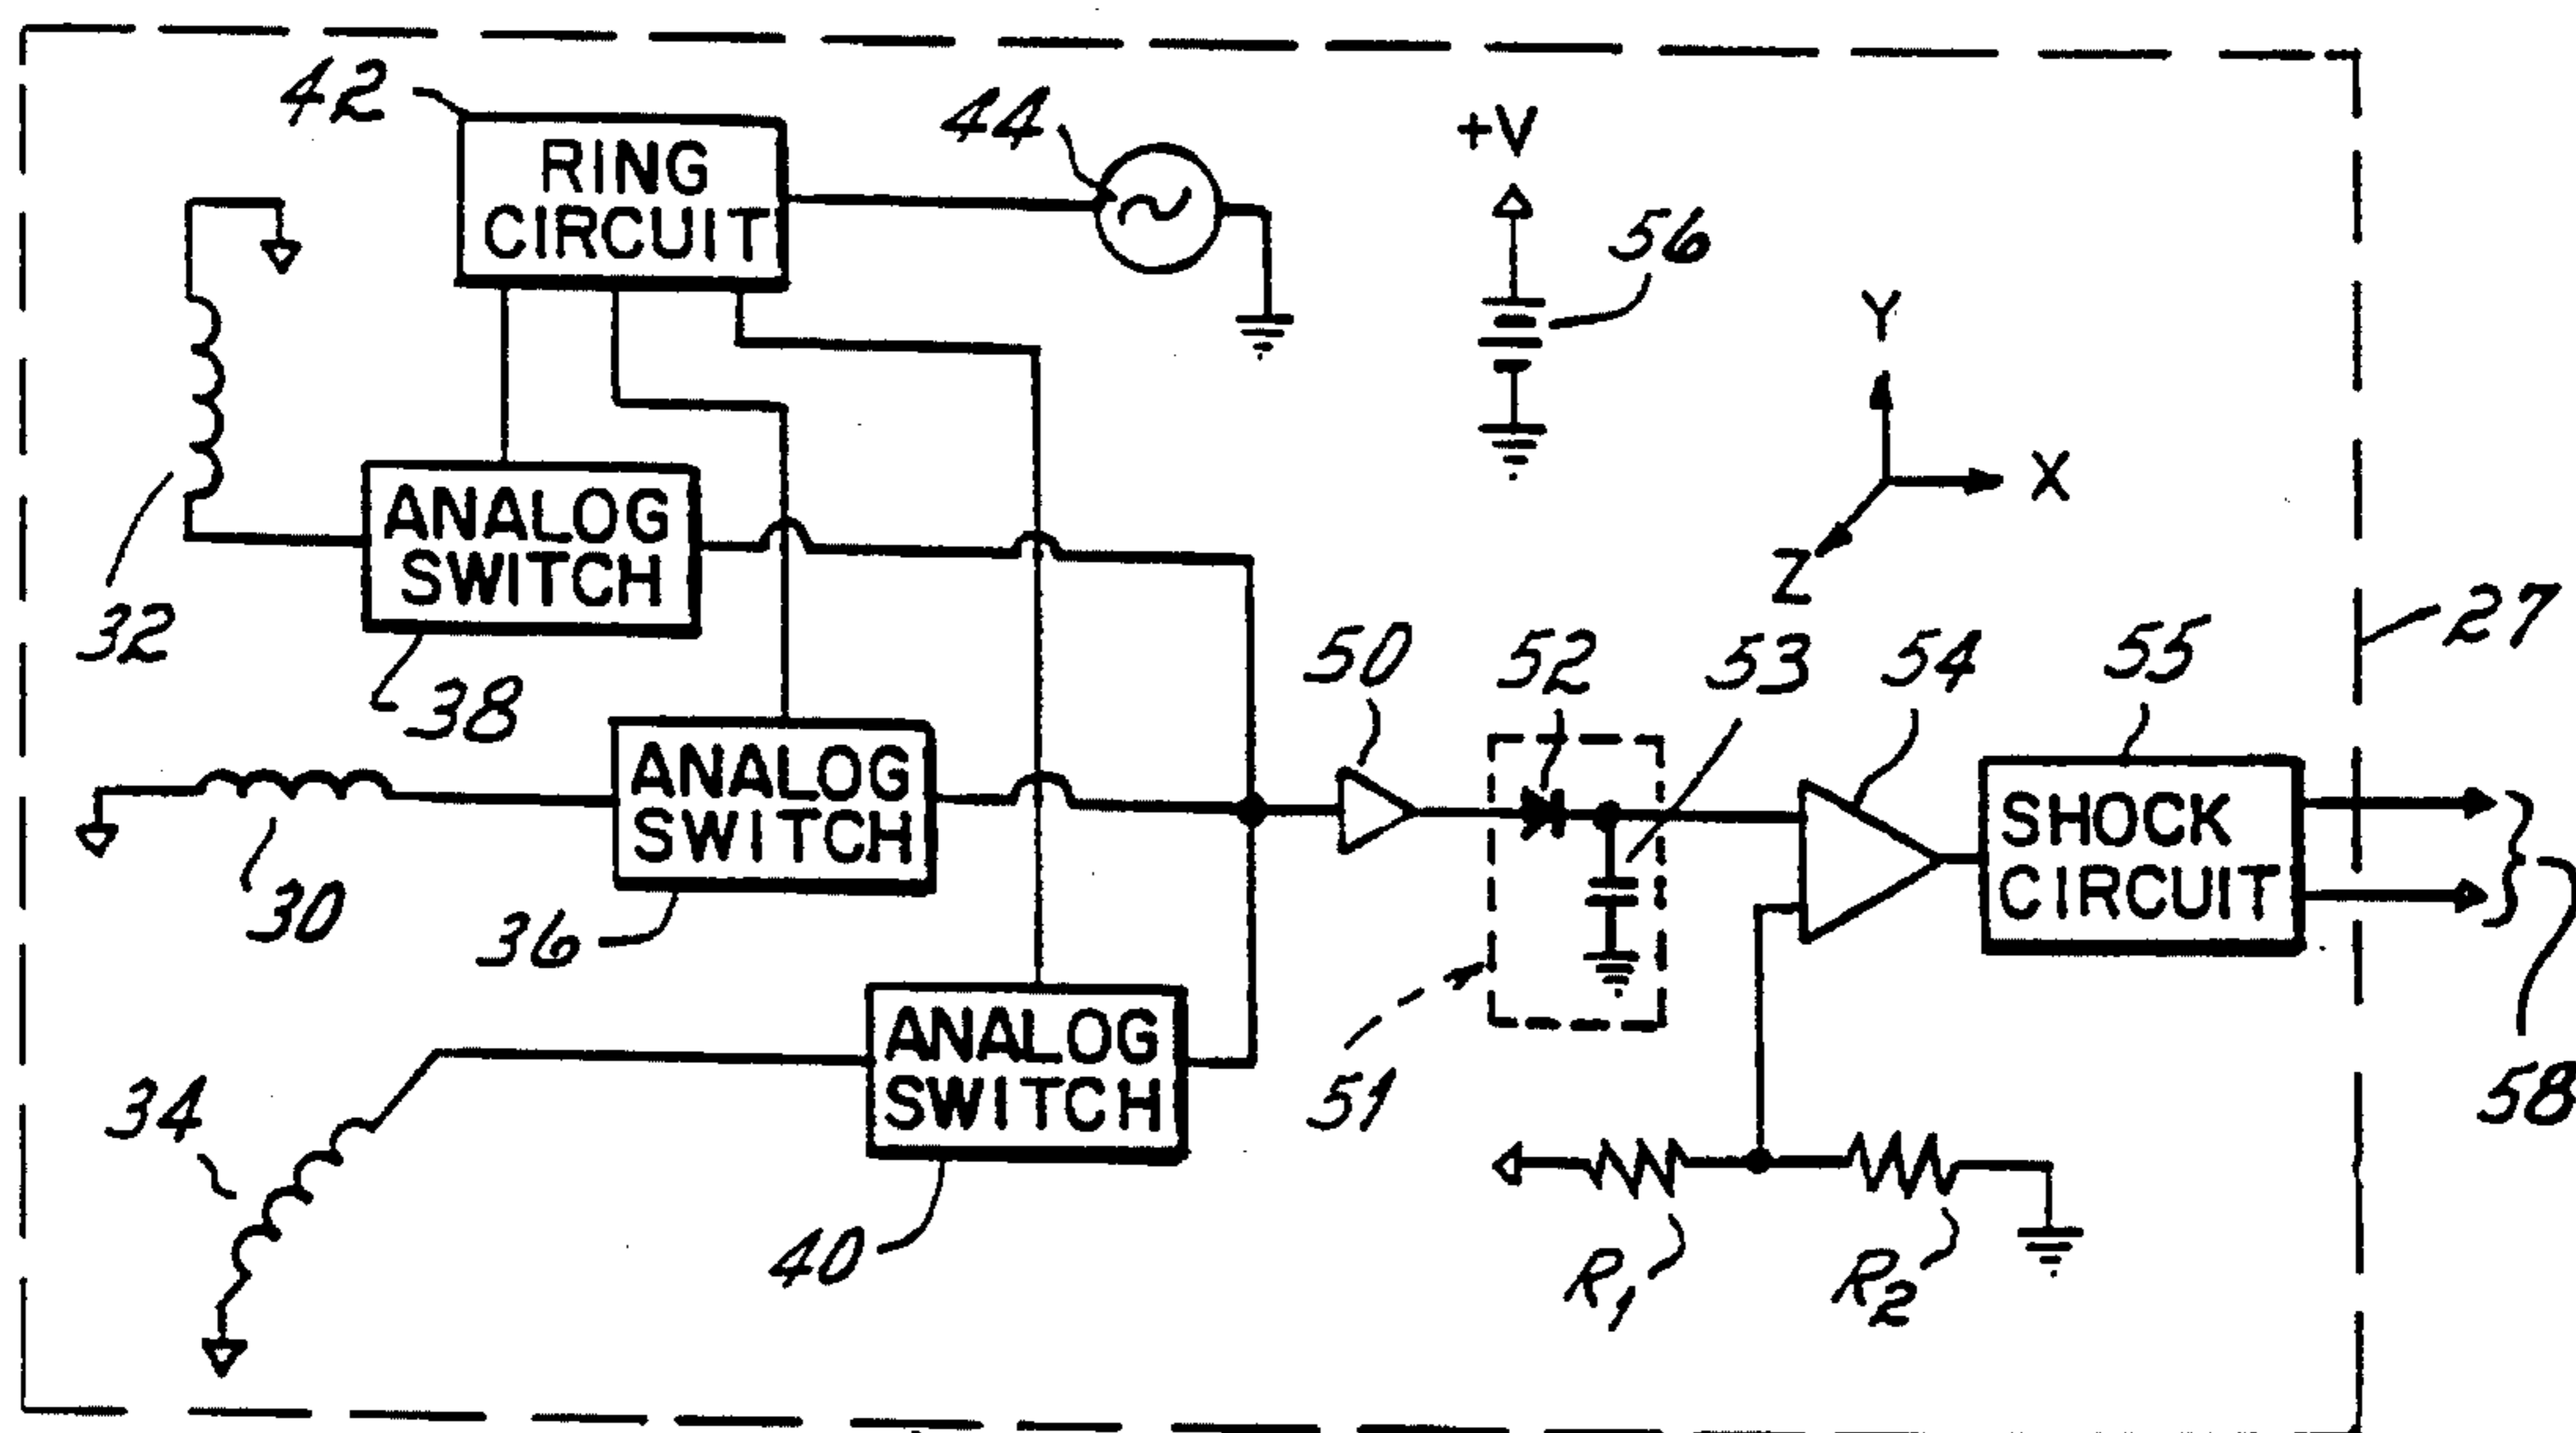 42
RING
CIRCUIT
44
+V
56
Y
X
Z
32
ANALOG
SWITCH
38
27
50
52
53
54
55
30
ANALOG
SWITCH
36
SHOCK
CIRCUIT
58
34
ANALOG
SWITCH
40
51
R1
R2